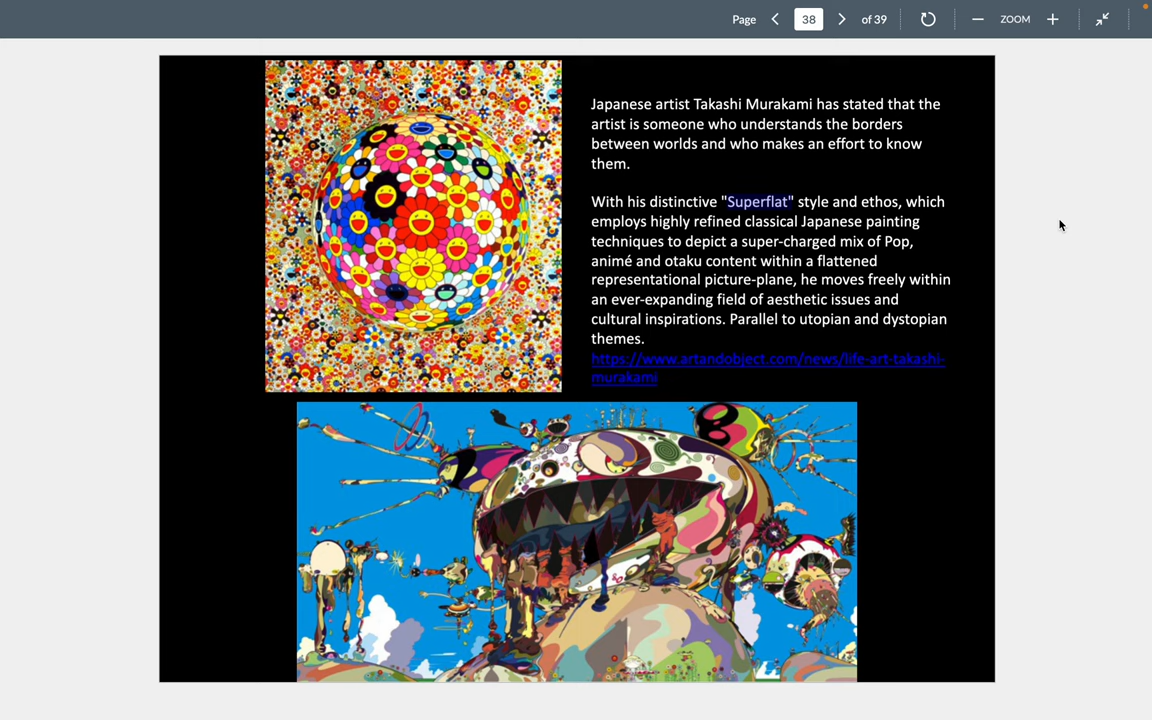 Page 38 of 39 ZOOM
Japanese artist Takashi Murakami has stated that the
artist is someone who understands the borders
between worlds and who makes an effort to know
them.
With his distinctive "Superflat" style and ethos, which
employs highly refined classical Japanese painting
techniques to depict a super-charged mix of Pop,
animé and otaku content within a flattened
representational picture-plane, he moves freely within
an ever-expanding field of aesthetic issues and
cultural inspirations. Parallel to utopian and dystopian
themes.
https://www.artandobject.com/news/life-art-takashi-
murakami